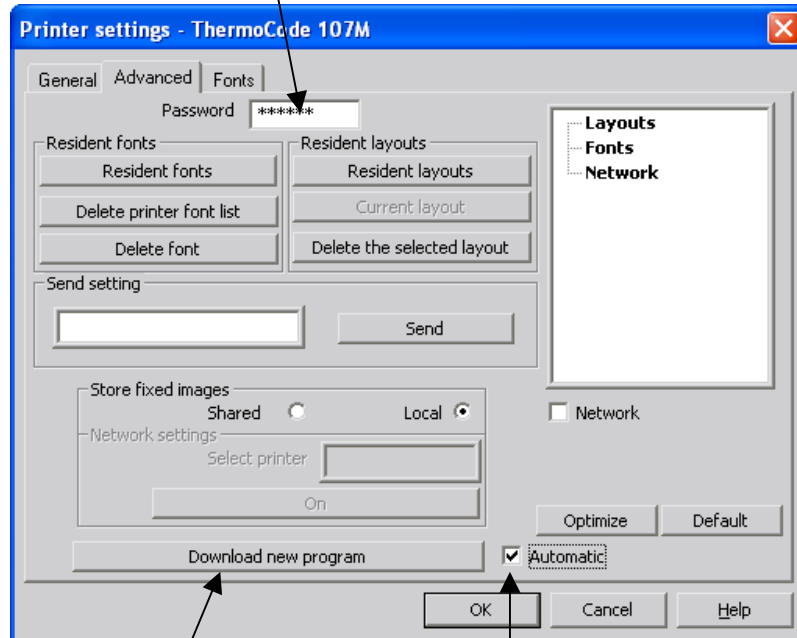 Printer settings - ThermoCode 107M
General Advanced Fonts
Password ******
Resident fonts
Resident fonts
Delete printer font list
Delete font
Resident layouts
Resident layouts
Current layout
Delete the selected layout
Layouts
Fonts
Network
Send setting
Send
Store fixed images
Shared Local
Network settings
Select printer
On
Network
Optimize Default
Download new program
Automatic
OK Cancel Help